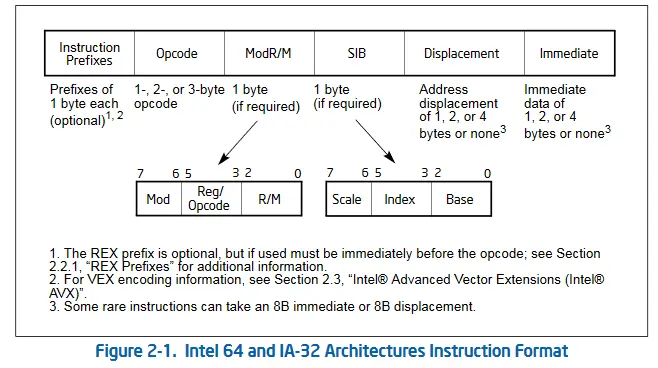 Instruction Prefixes Opcode ModR/M SIB Displacement Immediate
Prefixes of 1 byte each (optional)1, 2
1-, 2-, or 3-byte opcode
1 byte (if required)
1 byte (if required)
Address displacement of 1, 2, or 4 bytes or none3
Immediate data of 1, 2, or 4 bytes or none3
7 6 5 3 2 0
Mod Reg/Opcode R/M
7 6 5 3 2 0
Scale Index Base
1. The REX prefix is optional, but if used must be immediately before the opcode; see Section
2.2.1, “REX Prefixes” for additional information.
2. For VEX encoding information, see Section 2.3, “Intel® Advanced Vector Extensions (Intel®
AVX)”.
3. Some rare instructions can take an 8B immediate or 8B displacement.
Figure 2-1. Intel 64 and IA-32 Architectures Instruction Format